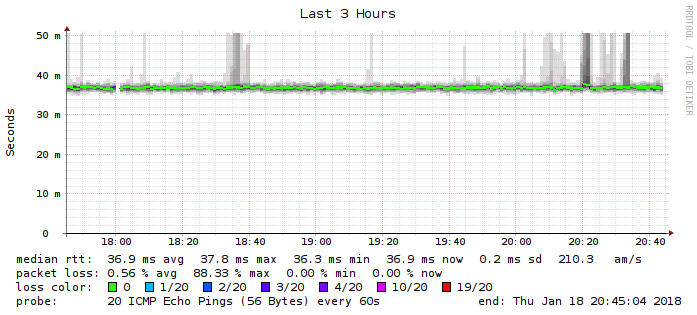 Last 3 Hours
RRDTOOL / TOBI OETIKER
Seconds
50 m
40 m
30 m
20 m
10 m
0
18:00 18:20 18:40 19:00 19:20 19:40 20:00 20:20 20:40
median rtt: 36.9 ms avg 37.8 ms max 36.3 ms min 36.9 ms now 0.2 ms sd 210.3 am/s
packet loss: 0.56 % avg 88.33 % max 0.00 % min 0.00 % now
loss color: 0 1/20 2/20 3/20 4/20 10/20 19/20
probe: 20 ICMP Echo Pings (56 Bytes) every 60s end: Thu Jan 18 20:45:04 2018